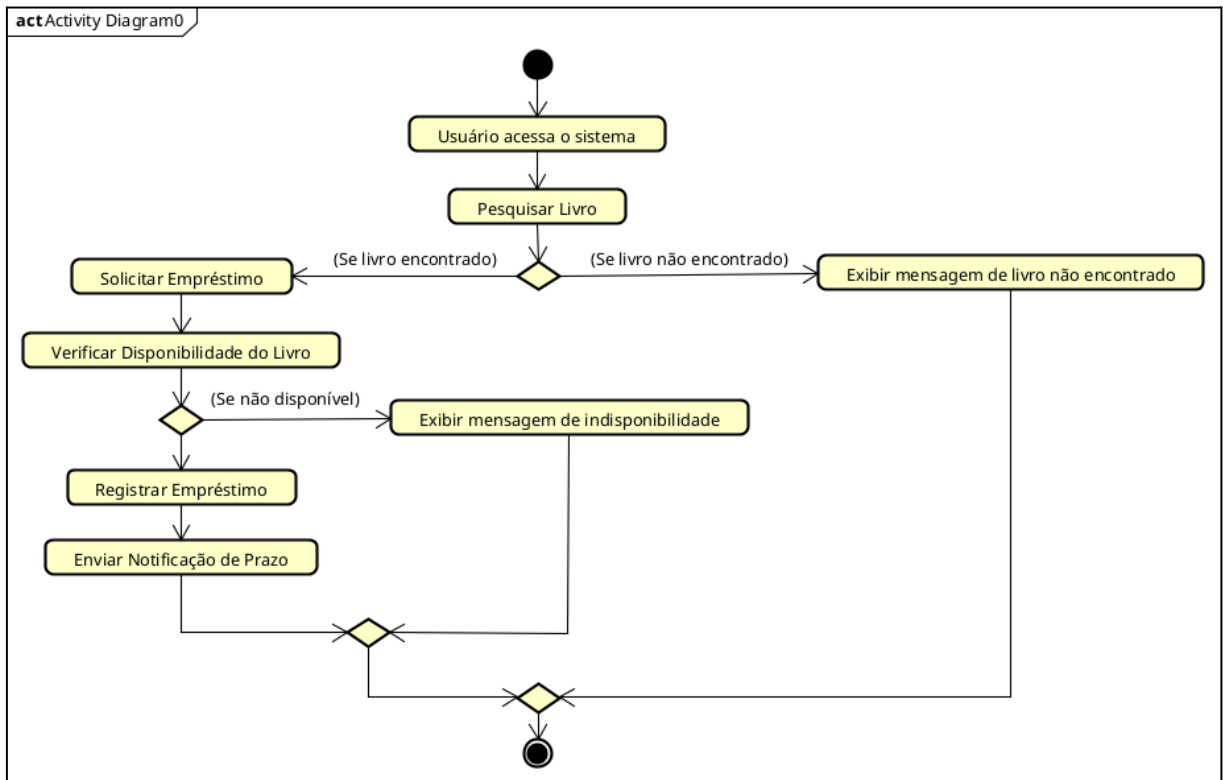 act Activity Diagram0
Usuário acessa o sistema
Pesquisar Livro
(Se livro encontrado)
(Se livro não encontrado)
Solicitar Empréstimo
Exibir mensagem de livro não encontrado
Verificar Disponibilidade do Livro
(Se não disponível)
Exibir mensagem de indisponibilidade
Registrar Empréstimo
Enviar Notificação de Prazo